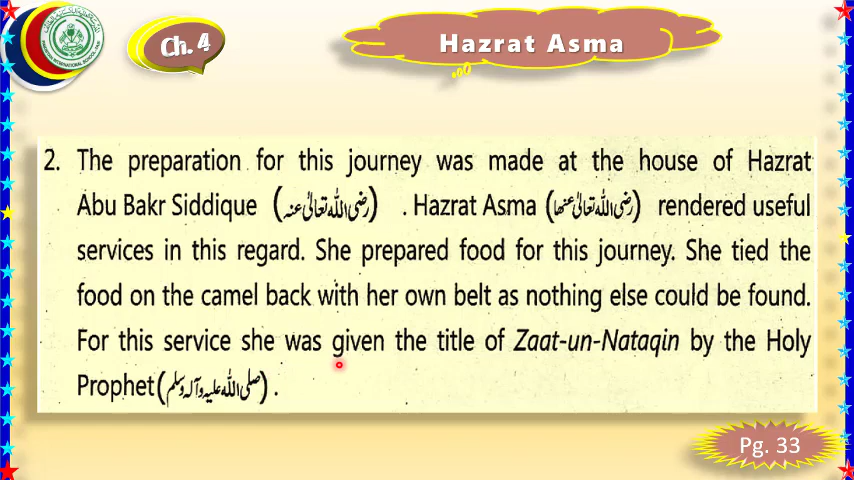 Ch. 4
Hazrat Asma
2. The preparation for this journey was made at the house of Hazrat
Abu Bakr Siddique (رضی اللہ تعالیٰ عنہ) . Hazrat Asma (رضی اللہ تعالیٰ عنھا) rendered useful
services in this regard. She prepared food for this journey. She tied the
food on the camel back with her own belt as nothing else could be found.
For this service she was given the title of Zaat-un-Nataqin by the Holy
Prophet(صلی اللہ علیہ وآلہ وسلم) .
Pg. 33